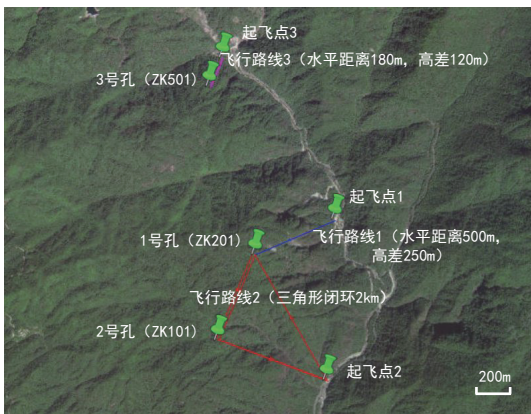 起飞点3
飞行路线3（水平距离180m，高差120m）
3号孔（ZK501）
起飞点1
1号孔（ZK201）
飞行路线1（水平距离500m，
高差250m）
飞行路线2（三角形闭环2km）
2号孔（ZK101）
起飞点2
200m